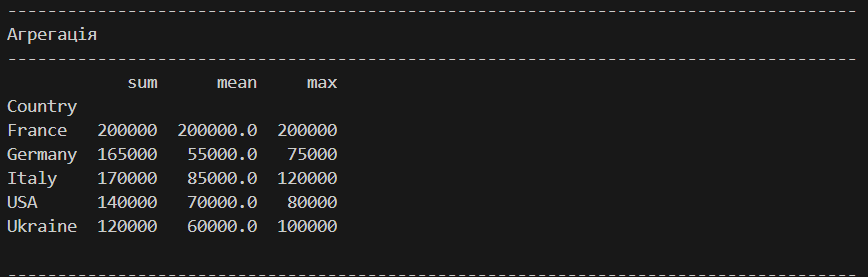 -------------------------------------------------------------------------------------
Агрегація
-------------------------------------------------------------------------------------
            sum      mean     max
Country
France   200000  200000.0  200000
Germany  165000   55000.0   75000
Italy    170000   85000.0  120000
USA      140000   70000.0   80000
Ukraine  120000   60000.0  100000
-------------------------------------------------------------------------------------